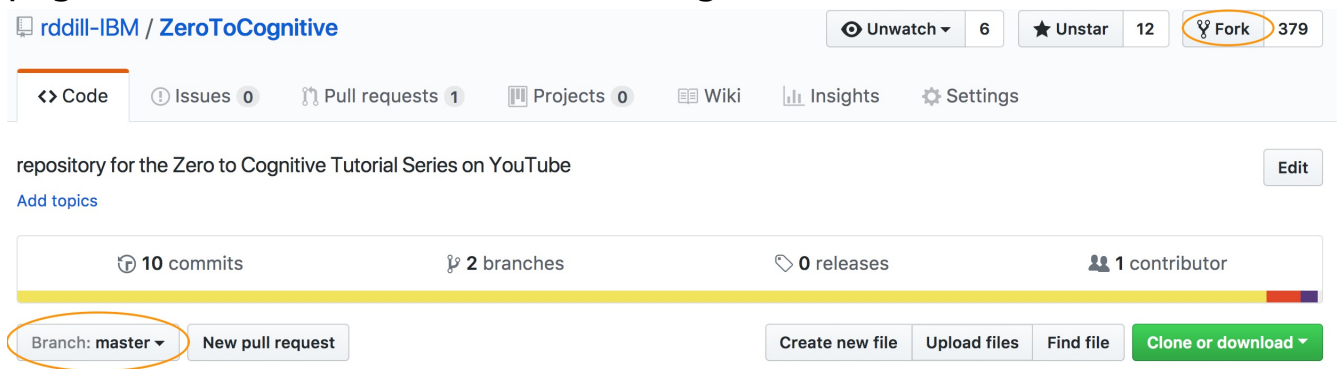 rddill-IBM / ZeroToCognitive Unwatch 6 Unstar 12 Fork 379
Code Issues 0 Pull requests 1 Projects 0 Wiki Insights Settings
repository for the Zero to Cognitive Tutorial Series on YouTube Edit
Add topics
10 commits 2 branches 0 releases 1 contributor
Branch: master New pull request Create new file Upload files Find file Clone or download